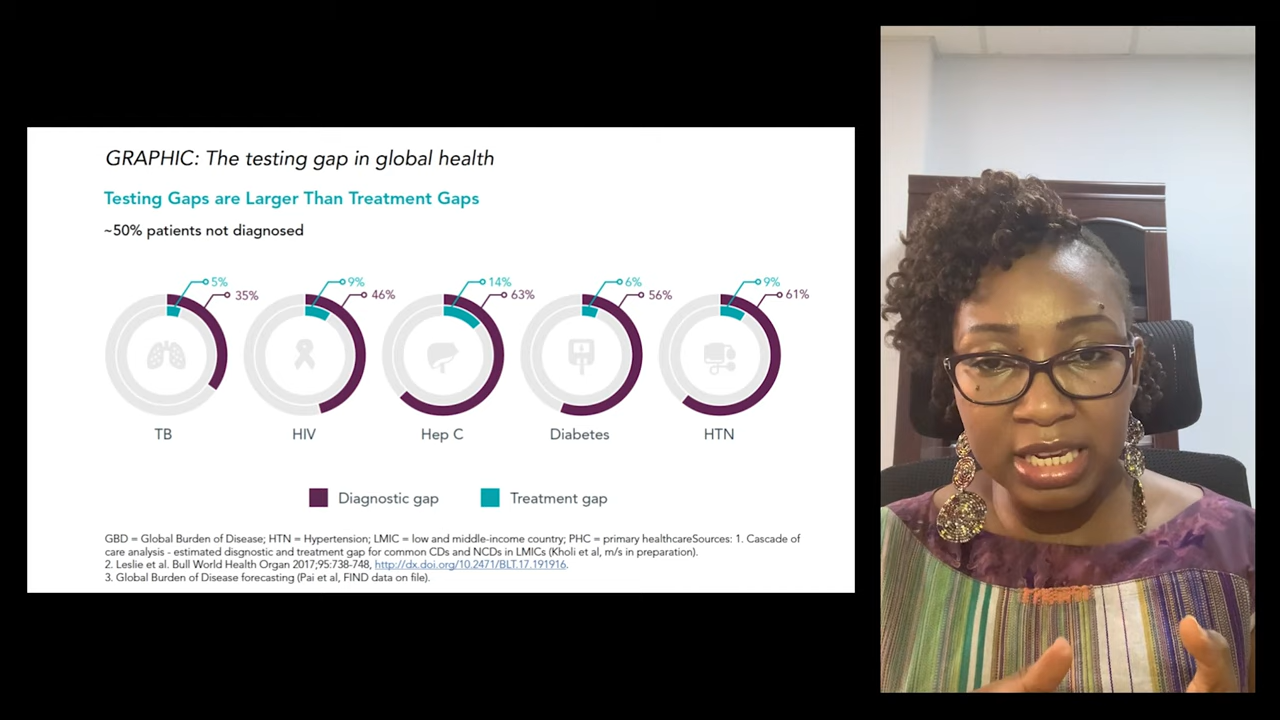 GRAPHIC: The testing gap in global health
Testing Gaps are Larger Than Treatment Gaps
~50% patients not diagnosed
5%
35%
9%
46%
14%
63%
6%
56%
9%
61%
TB
HIV
Hep C
Diabetes
HTN
Diagnostic gap
Treatment gap
GBD = Global Burden of Disease; HTN = Hypertension; LMIC = low and middle-income country; PHC = primary healthcareSources: 1. Cascade of
care analysis - estimated disgnostic and treatment gap for common CDs and NCDs in LMICs (Kholi et al, m/s in preparation).
2. Leslie et al. Bull World Health Organ 2017;95:738-748, http://dx.doi.org/10.2471/BLT.17.191916.
3. Global Burden of Disease forecasting (Pai et al, FIND data on file).